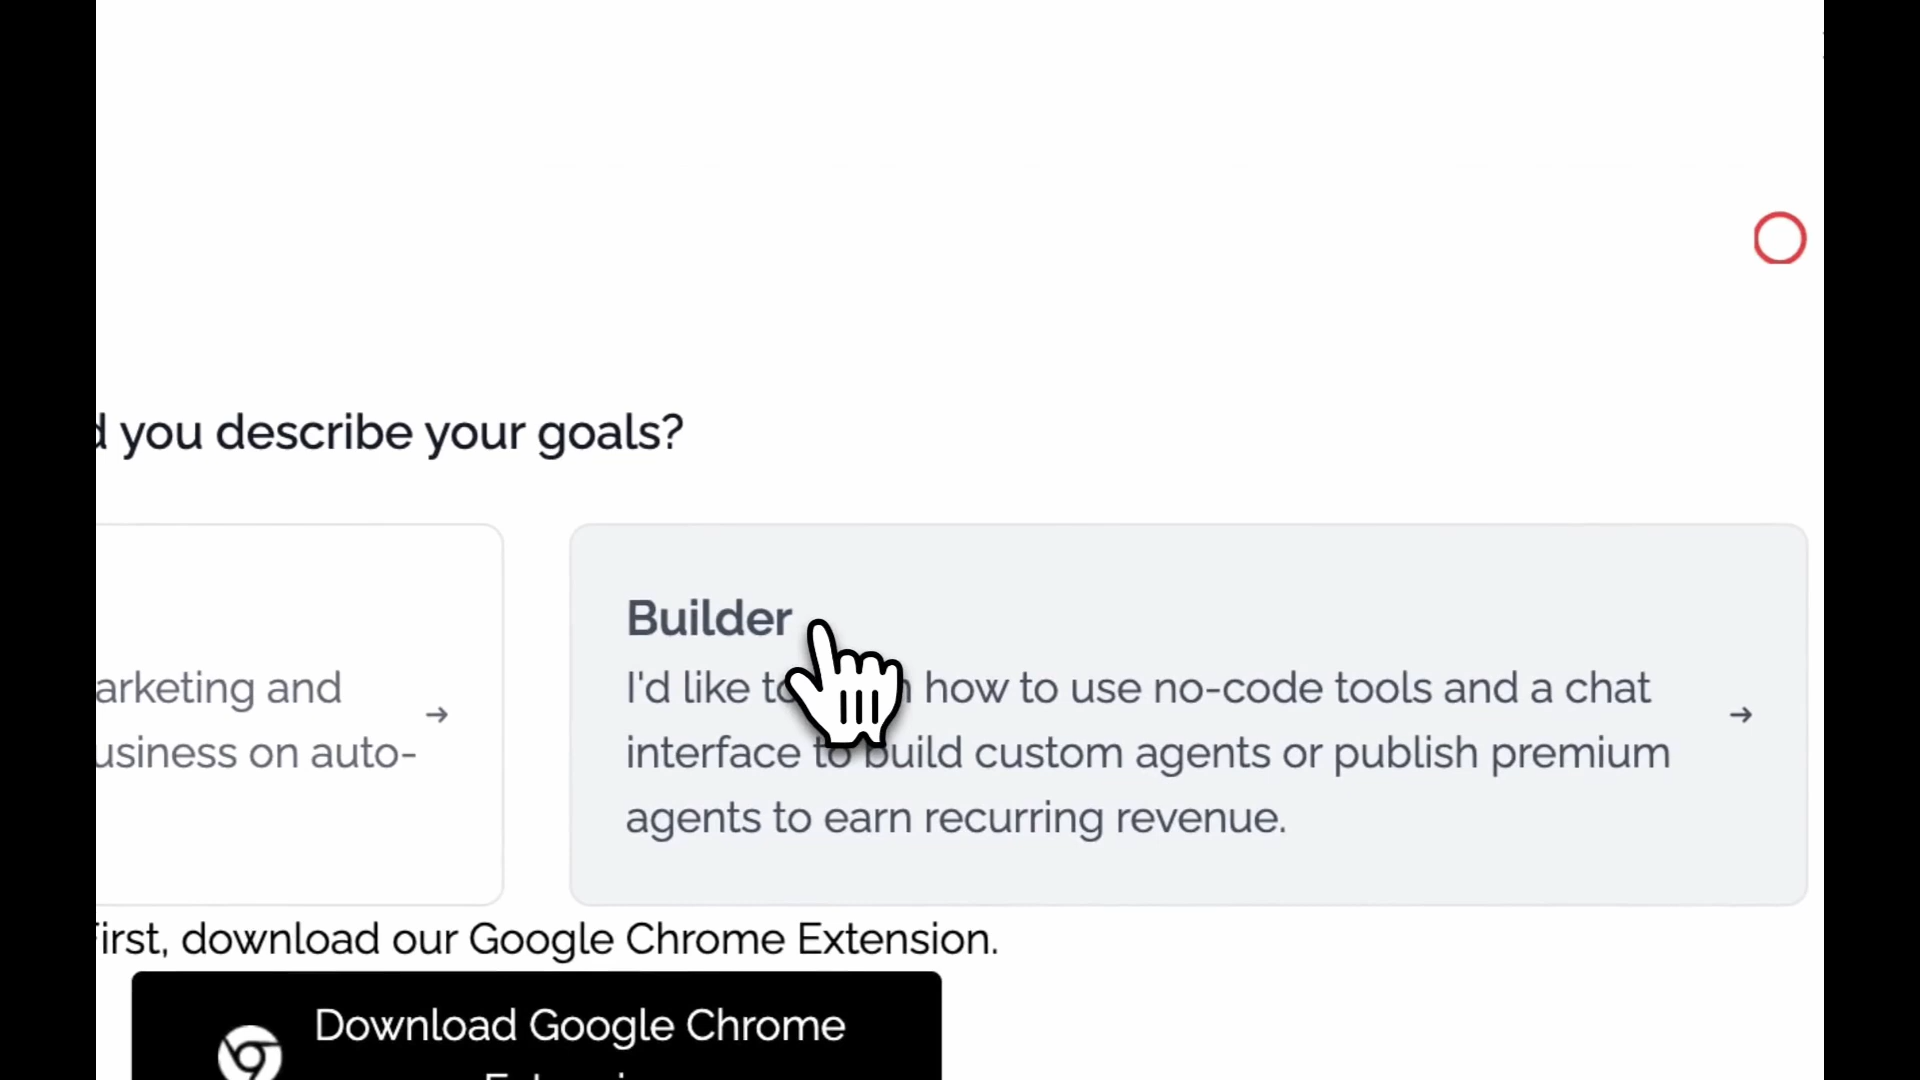 you describe your goals?
arketing and
usiness on auto-
Builder
I'd like how to use no-code tools and a chat
interface to build custom agents or publish premium
agents to earn recurring revenue.
First, download our Google Chrome Extension.
Download Google Chrome